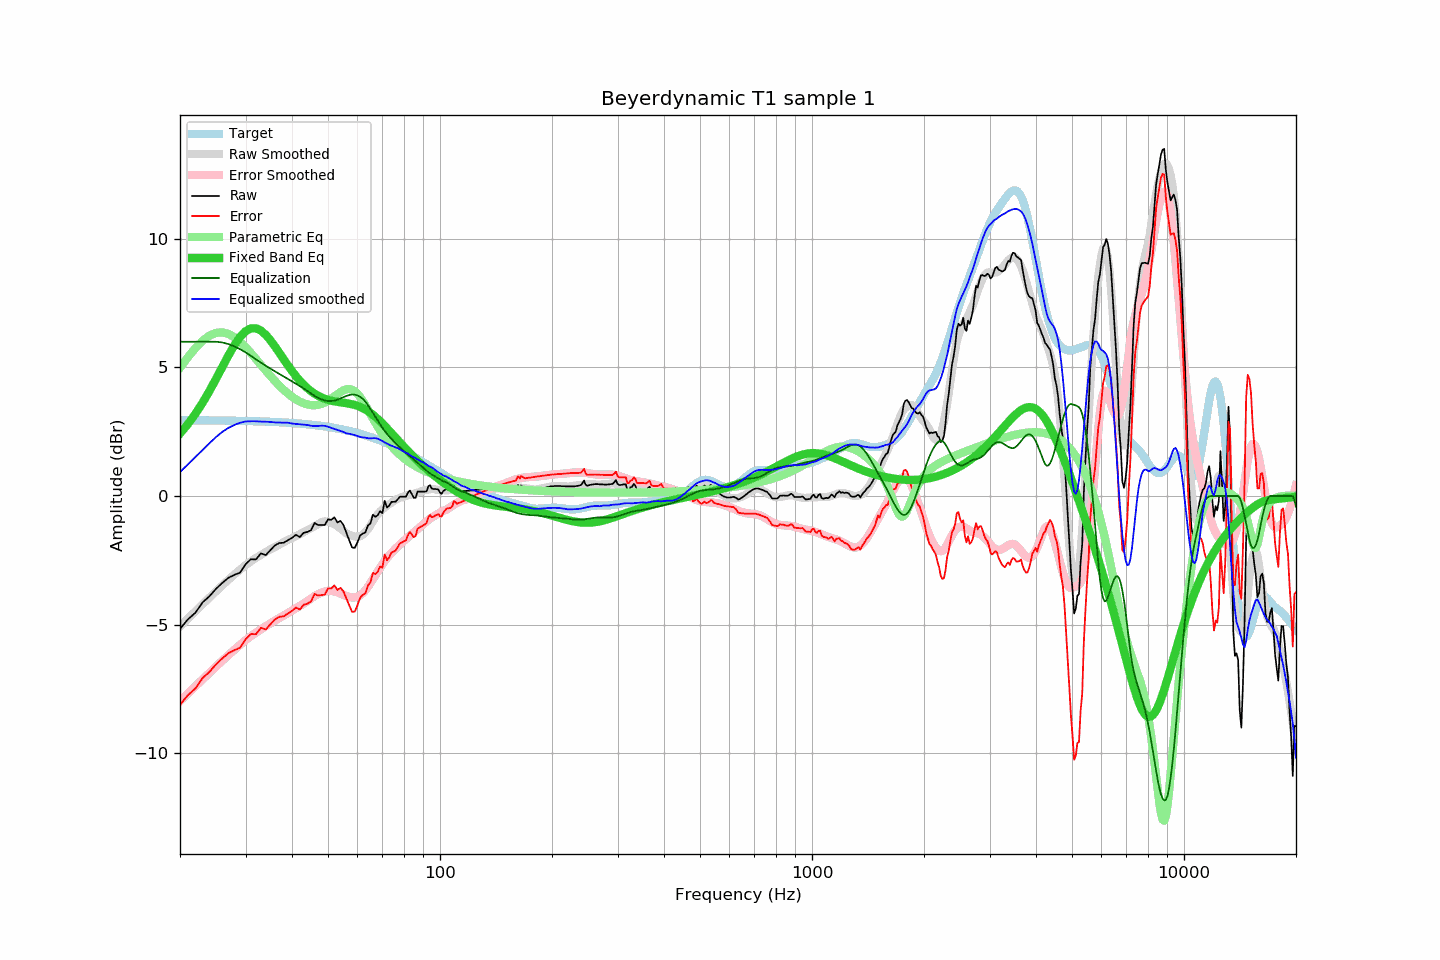 Beyerdynamic T1 sample 1
Target
Raw Smoothed
Error Smoothed
Raw
Error
Parametric Eq
Fixed Band Eq
Equalization
Equalized smoothed
10
5
0
−5
−10
Amplitude (dBr)
100
1000
10000
Frequency (Hz)